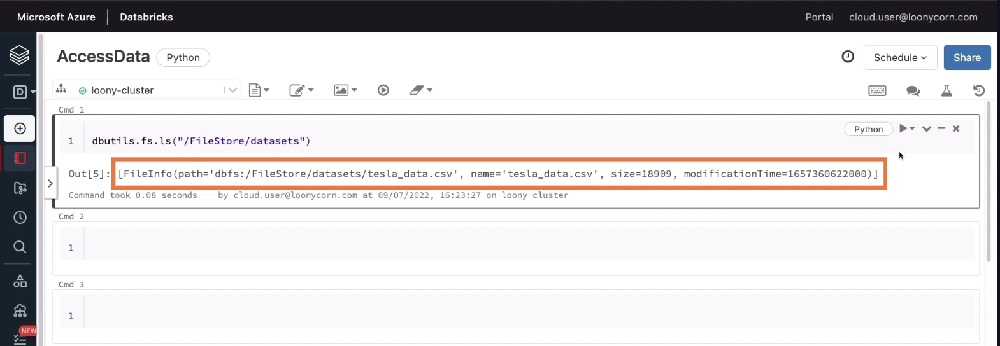 Microsoft Azure | Databricks Portal cloud.user@loonycorn.com
AccessData Python Schedule Share
D loony-cluster
Cmd 1
Python
1 dbutils.fs.ls("/FileStore/datasets")
Out[5]: [FileInfo(path='dbfs:/FileStore/datasets/tesla_data.csv', name='tesla_data.csv', size=18909, modificationTime=1657360622000)]
Command took 0.08 seconds -- by cloud.user@loonycorn.com at 09/07/2022, 16:23:27 on loony-cluster
Cmd 2
1
Cmd 3
1
NEW